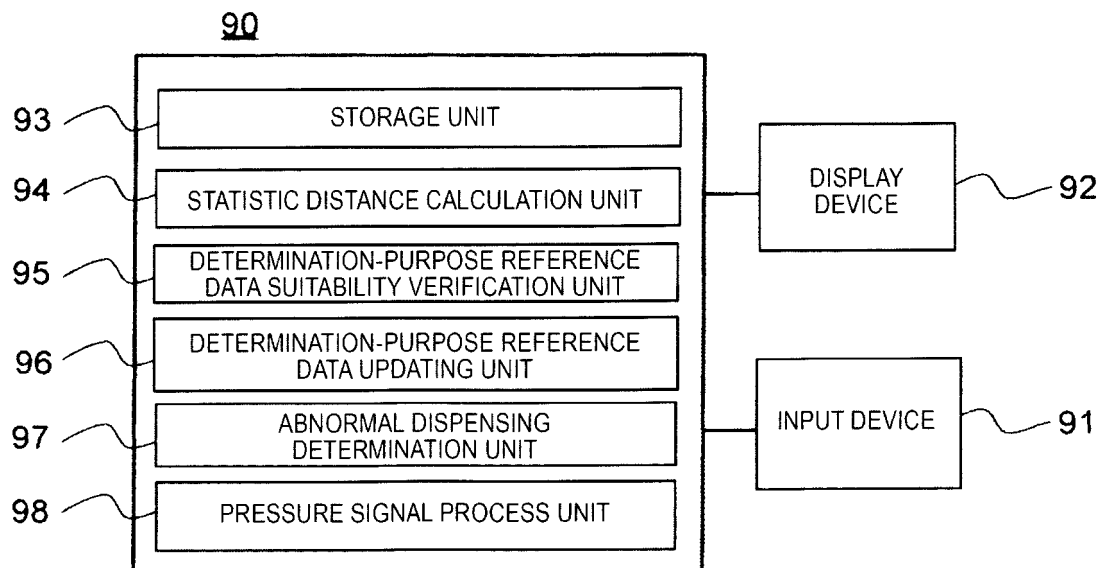 90
93
STORAGE UNIT
94
STATISTIC DISTANCE CALCULATION UNIT
95
DETERMINATION-PURPOSE REFERENCE
DATA SUITABILITY VERIFICATION UNIT
96
DETERMINATION-PURPOSE REFERENCE
DATA UPDATING UNIT
97
ABNORMAL DISPENSING
DETERMINATION UNIT
98
PRESSURE SIGNAL PROCESS UNIT
DISPLAY
DEVICE
92
INPUT DEVICE
91